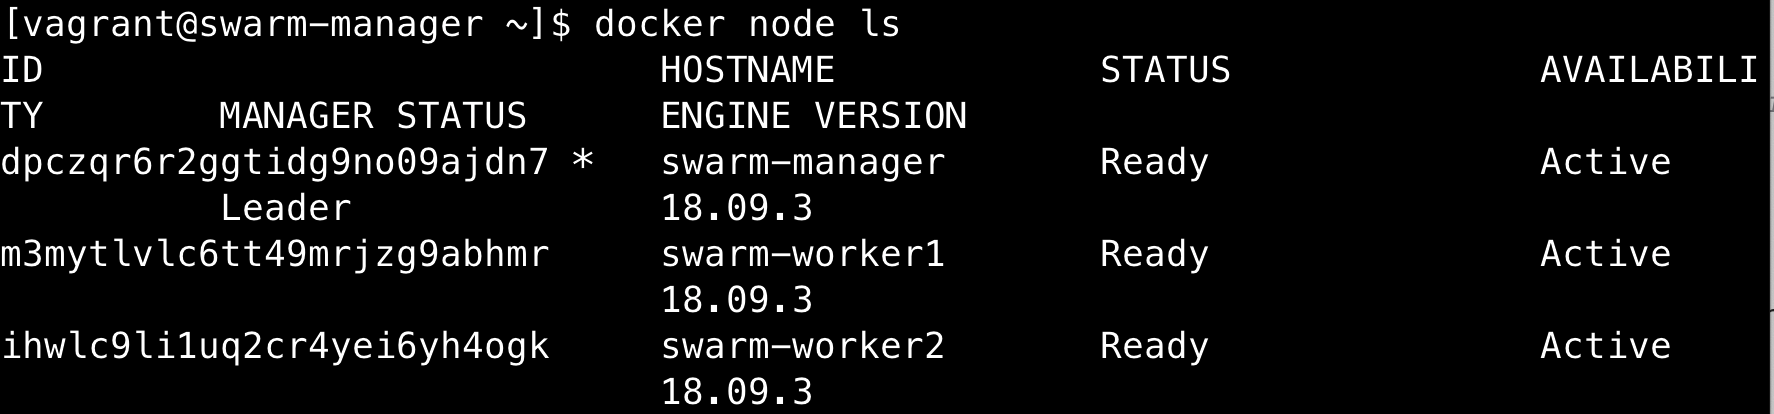 [vagrant@swarm-manager ~]$ docker node ls
ID                            HOSTNAME            STATUS              AVAILABILI
TY        MANAGER STATUS      ENGINE VERSION
dpczqr6r2ggtidg9no09ajdn7 *   swarm-manager       Ready               Active
          Leader              18.09.3
m3mytlvlc6tt49mrjzg9abhmr     swarm-worker1       Ready               Active
                              18.09.3
ihwlc9li1uq2cr4yei6yh4ogk     swarm-worker2       Ready               Active
                              18.09.3